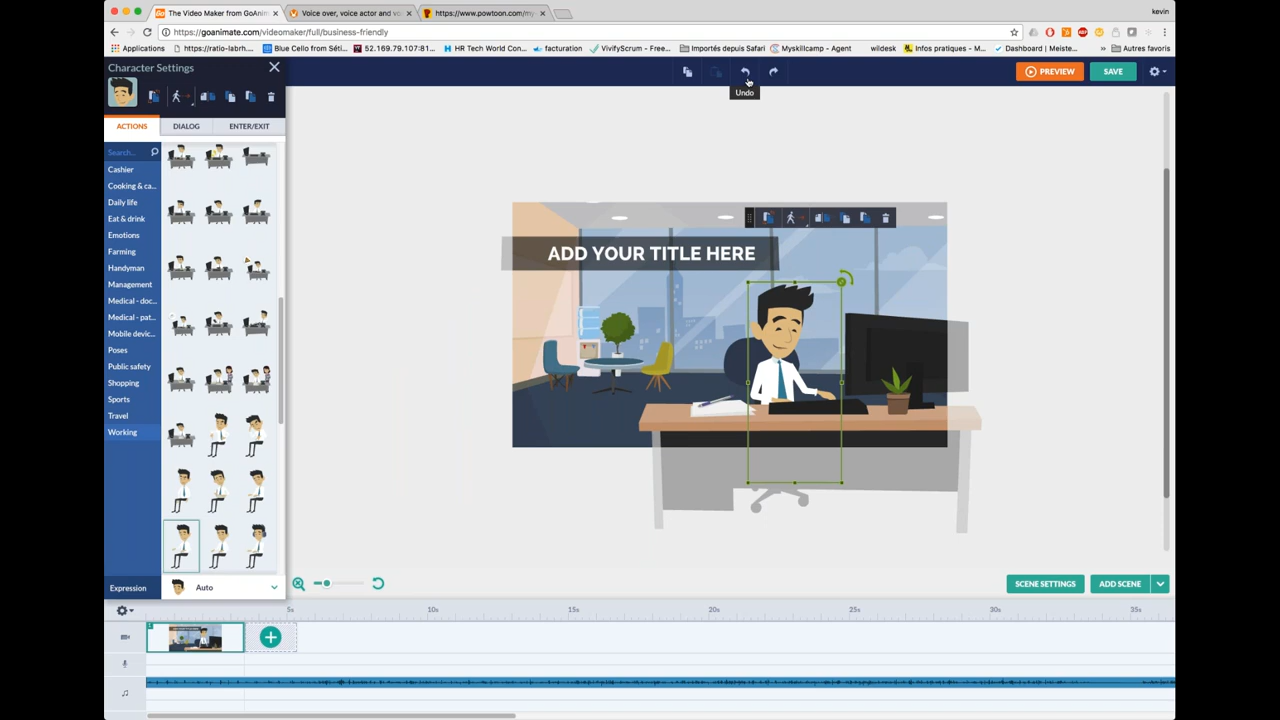 The Video Maker from GoAnim
Voice over, voice actor and vo
https://www.powtoon.com/my-
kevin
https://goanimate.com/videomaker/full/business-friendly
Applications
https://ratio-labrh....
Blue Cello from Séti...
52.169.79.107:81...
HR Tech World Con...
facturation
VivifyScrum - Free...
Importés depuis Safari
Myskillcamp - Agent
wildesk
Infos pratiques - M...
Dashboard | Meiste...
»
Autres favoris
Character Settings
PREVIEW
SAVE
Undo
ACTIONS
DIALOG
ENTER/EXIT
Search...
Cashier
Cooking & ca...
Daily life
Eat & drink
Emotions
Farming
Handyman
Management
Medical - doc...
Medical - pat...
Mobile devic...
Poses
Public safety
Shopping
Sports
Travel
Working
ADD YOUR TITLE HERE
Expression
Auto
SCENE SETTINGS
ADD SCENE
5s
10s
15s
20s
25s
30s
35s
1